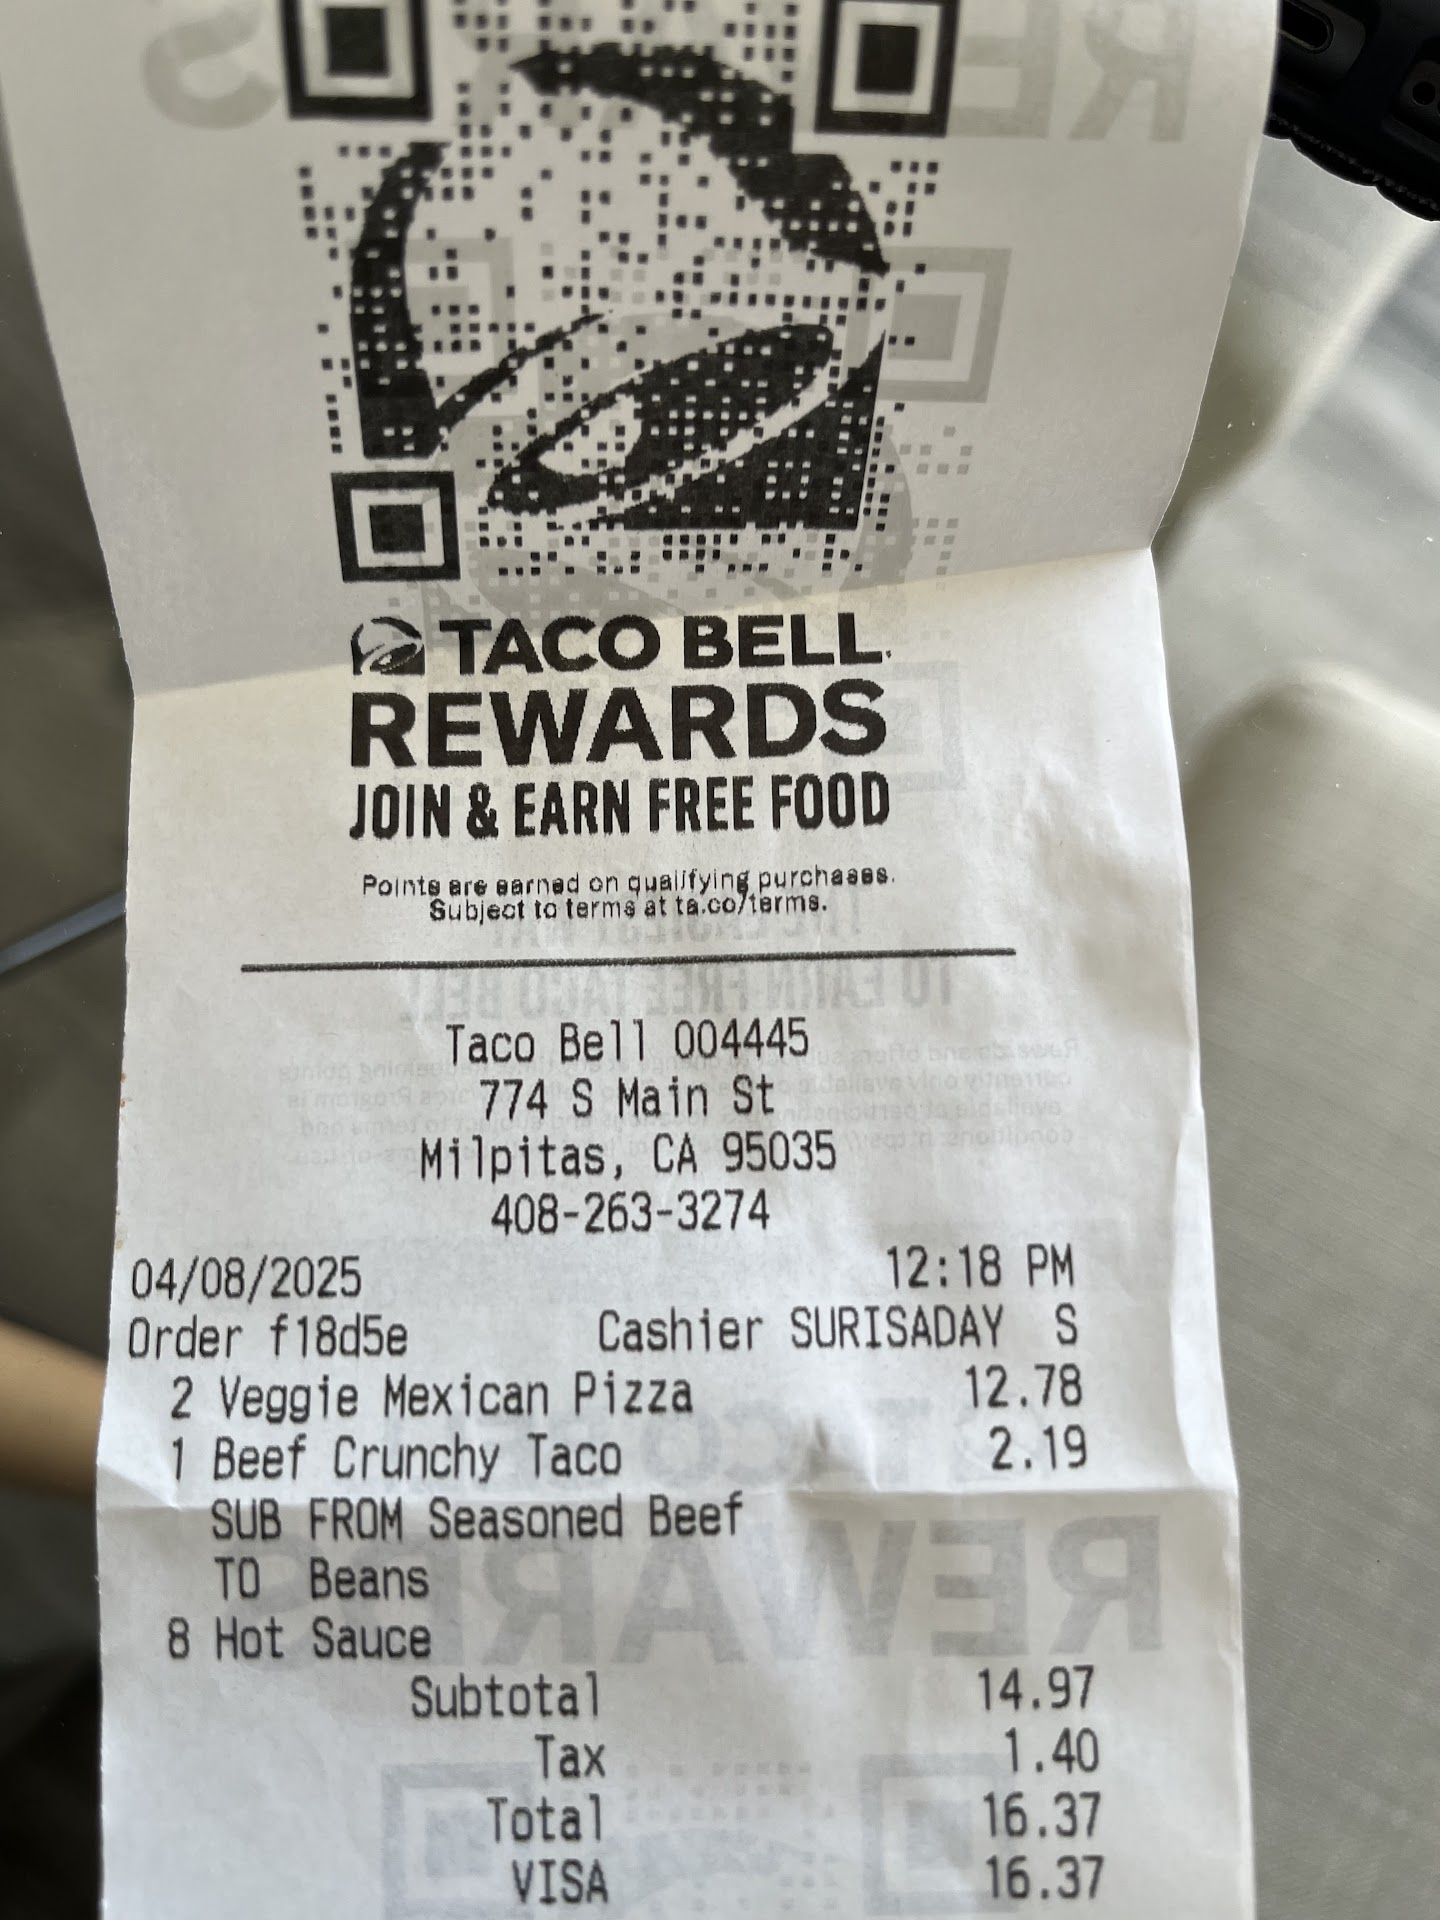 TACO BELL
REWARDS
JOIN & EARN FREE FOOD
Points are earned on qualifying purchases.
Subject to terms at ta.co/terms.
Taco Bell 004445
774 S Main St
Milpitas, CA 95035
408-263-3274
04/08/2025 12:18 PM
Order f18d5e Cashier SURISADAY S
2 Veggie Mexican Pizza 12.78
1 Beef Crunchy Taco 2.19
SUB FROM Seasoned Beef
TO Beans
8 Hot Sauce
Subtotal 14.97
Tax 1.40
Total 16.37
VISA 16.37